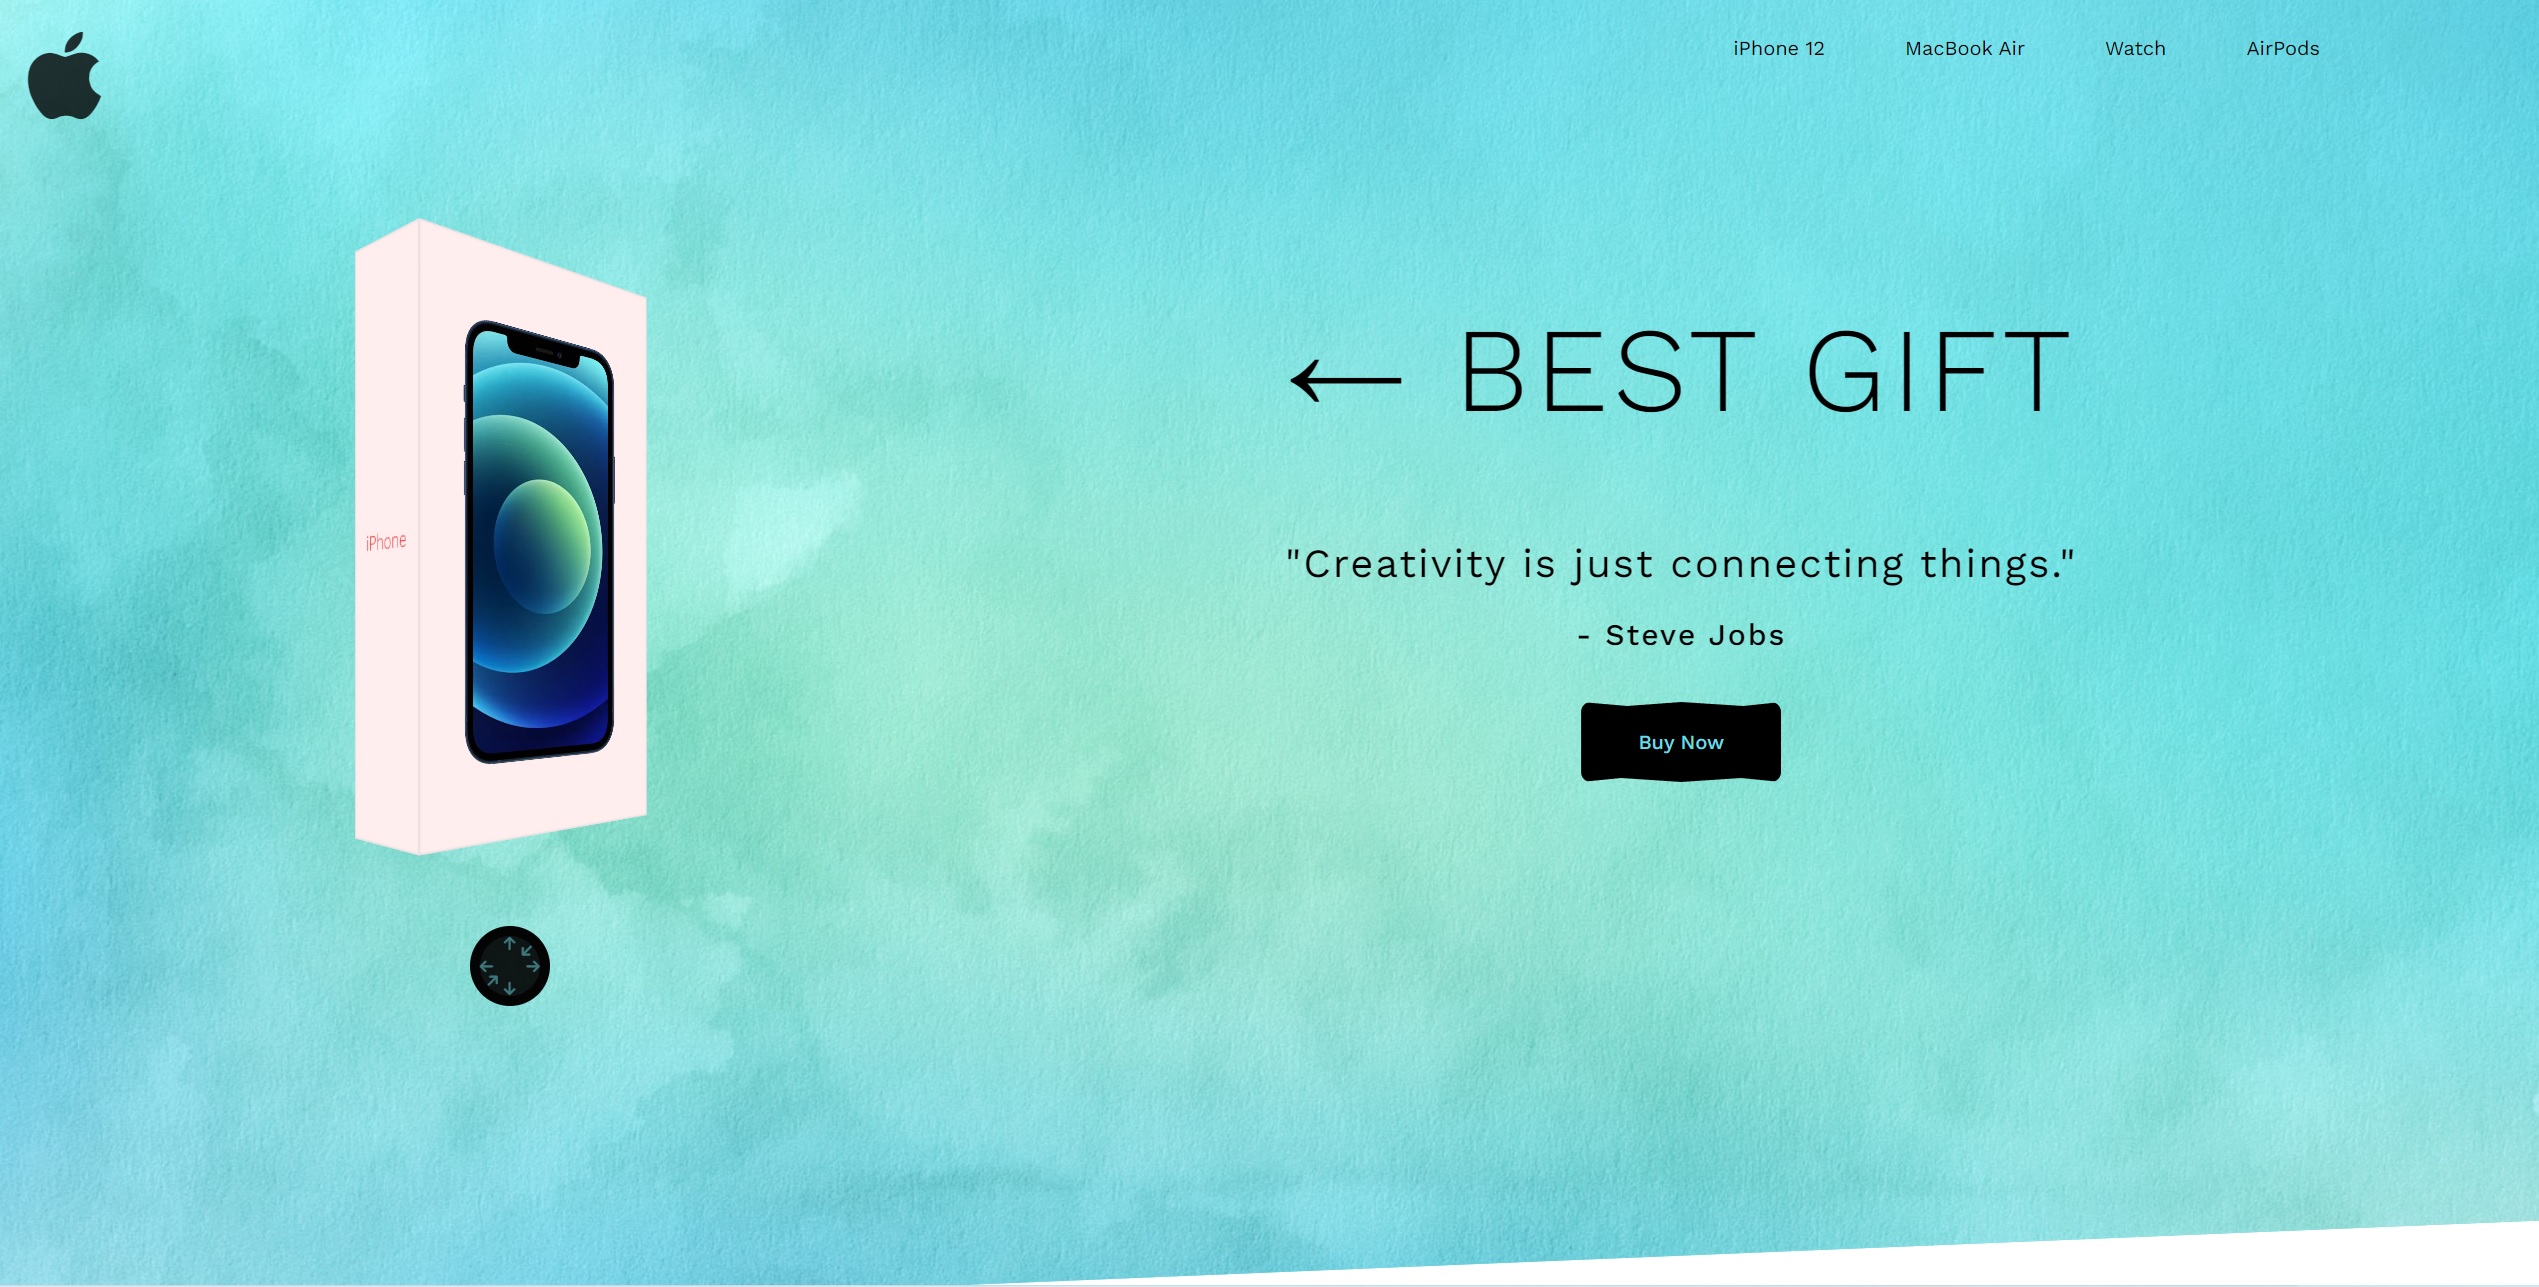 iPhone 12 MacBook Air Watch AirPods
← BEST GIFT
"Creativity is just connecting things."
- Steve Jobs
Buy Now
iPhone